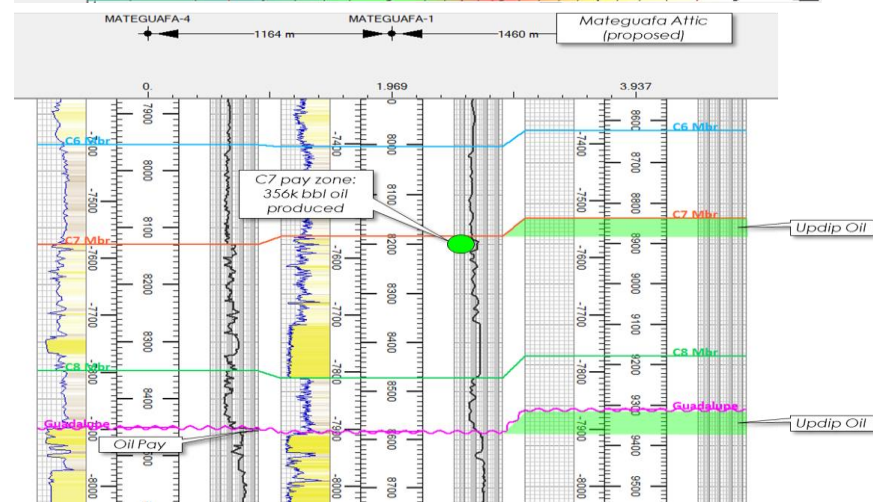 MATEGUAFA-4
MATEGUAFA-1
Mateguafa Attic
(proposed)
1164 m
1460 m
0.
1.969
3.937
7900
8000
8100
8200
8300
8400
-7400
-7500
-7600
-7700
-7800
-8000
8000
8100
8200
8300
8400
8500
8600
8700
-7400
-7500
-7600
-7700
-7800
-7900
-8000
8600
8700
8800
8900
9000
9100
9200
9300
9400
9500
C6 Mbr
C6 Mbr
C7 pay zone:
356k bbl oil
produced
C7 Mbr
C7 Mbr
Updip Oil
C8 Mbr
C8 Mbr
Guadalupe
Guadalupe
Oil Pay
Updip Oil